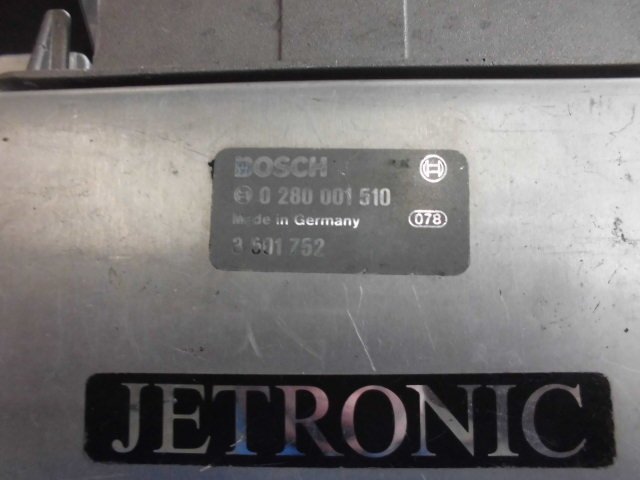 BOSCH
0 280 001 510
Made in Germany 078
3 501 752
JETRONIC